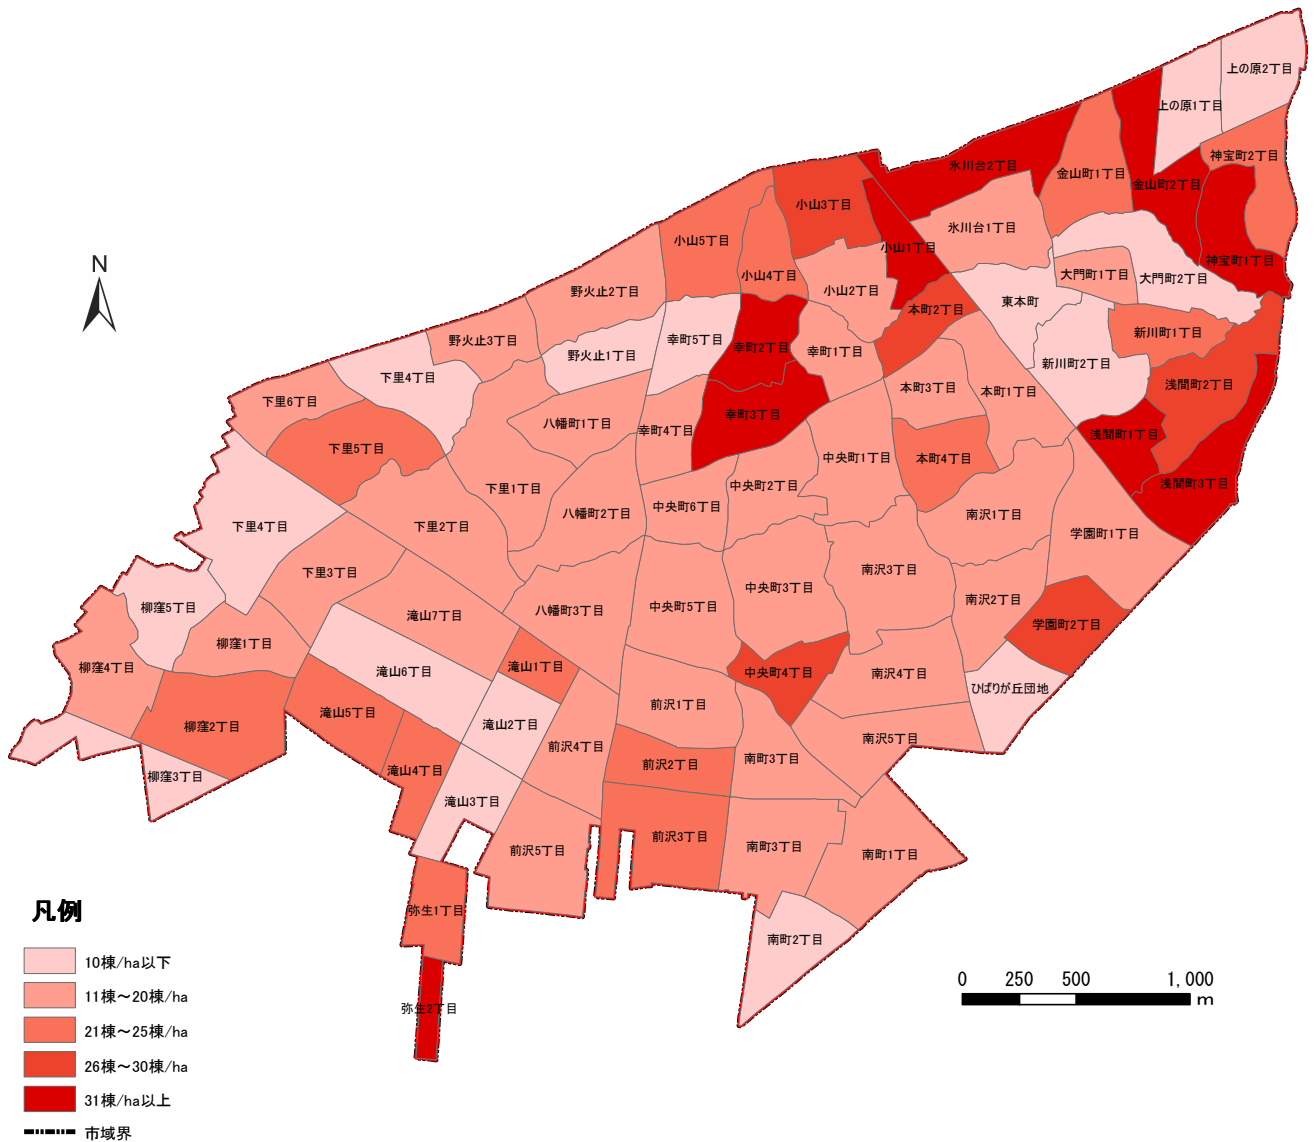 上の原2丁目
上の原1丁目
神宝町2丁目
氷川台2丁目
金山町1丁目
金山町2丁目
小山3丁目
氷川台1丁目
小山5丁目
小山1丁目
神宝町1丁目
N
小山4丁目
大門町1丁目
大門町2丁目
野火止2丁目
小山2丁目
東本町
本町2丁目
新川町1丁目
野火止3丁目
幸町5丁目
幸町2丁目
幸町1丁目
野火止1丁目
新川町2丁目
下里4丁目
浅間町2丁目
本町3丁目
本町1丁目
下里6丁目
幸町3丁目
八幡町1丁目
幸町4丁目
浅間町1丁目
下里5丁目
中央町1丁目
本町4丁目
浅間町3丁目
下里1丁目
中央町2丁目
中央町6丁目
八幡町2丁目
南沢1丁目
下里4丁目
下里2丁目
学園町1丁目
下里3丁目
南沢3丁目
中央町3丁目
南沢2丁目
柳窪5丁目
中央町5丁目
八幡町3丁目
滝山7丁目
学園町2丁目
柳窪1丁目
柳窪4丁目
滝山1丁目
滝山6丁目
中央町4丁目
南沢4丁目
ひばりが丘団地
前沢1丁目
滝山5丁目
滝山2丁目
柳窪2丁目
南沢5丁目
前沢4丁目
南町3丁目
前沢2丁目
滝山4丁目
柳窪3丁目
滝山3丁目
前沢3丁目
南町3丁目
前沢5丁目
南町1丁目
弥生1丁目
南町2丁目
弥生2丁目
凡例
10棟/ha以下
11棟～20棟/ha
21棟～25棟/ha
26棟～30棟/ha
31棟/ha以上
市域界
0 250 500 1,000
m